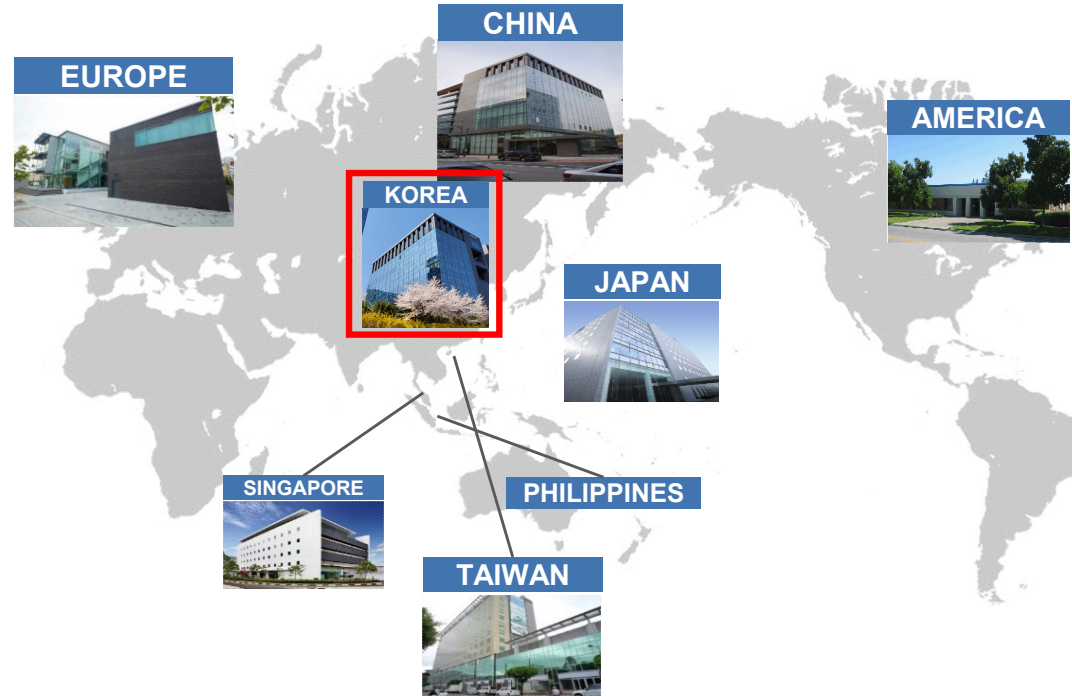 CHINA
EUROPE
AMERICA
KOREA
JAPAN
SINGAPORE
PHILIPPINES
TAIWAN